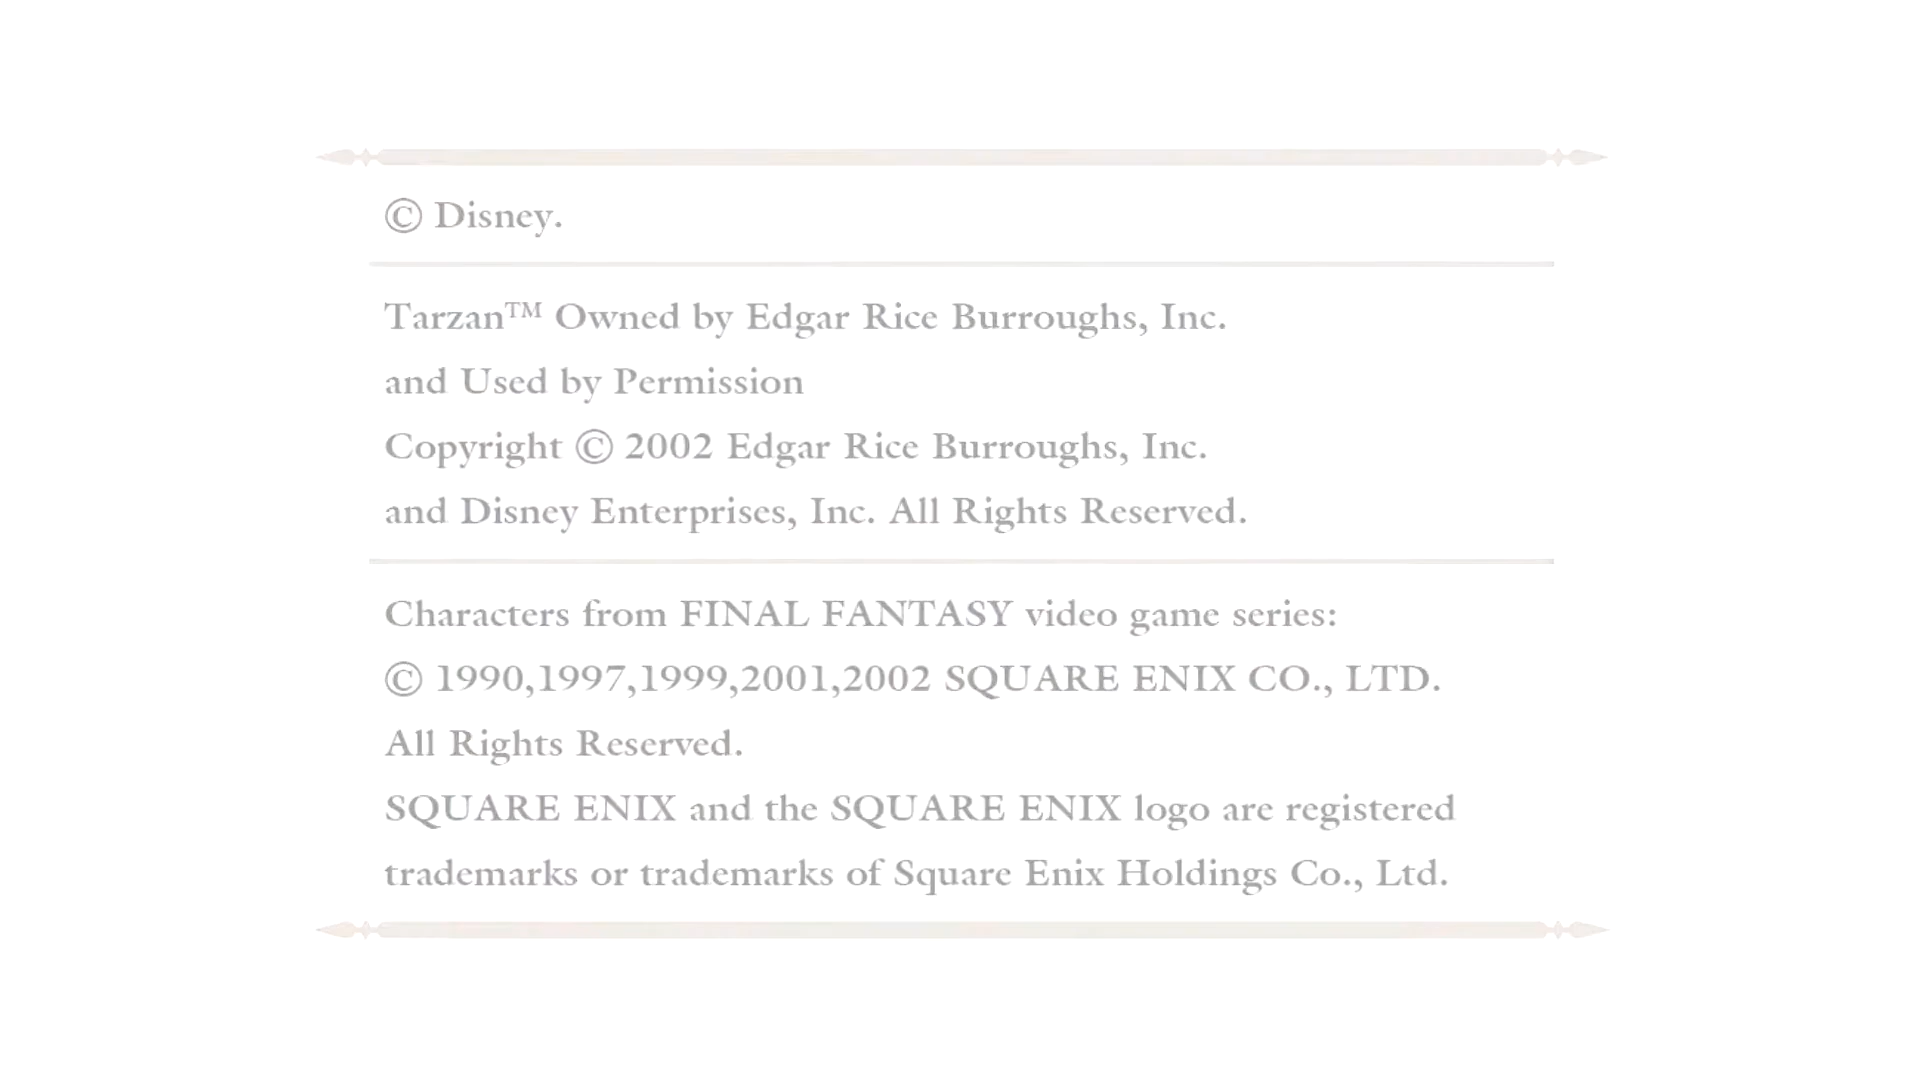 © Disney.
Tarzan™ Owned by Edgar Rice Burroughs, Inc.
and Used by Permission
Copyright © 2002 Edgar Rice Burroughs, Inc.
and Disney Enterprises, Inc. All Rights Reserved.
Characters from FINAL FANTASY video game series:
© 1990,1997,1999,2001,2002 SQUARE ENIX CO., LTD.
All Rights Reserved.
SQUARE ENIX and the SQUARE ENIX logo are registered
trademarks or trademarks of Square Enix Holdings Co., Ltd.